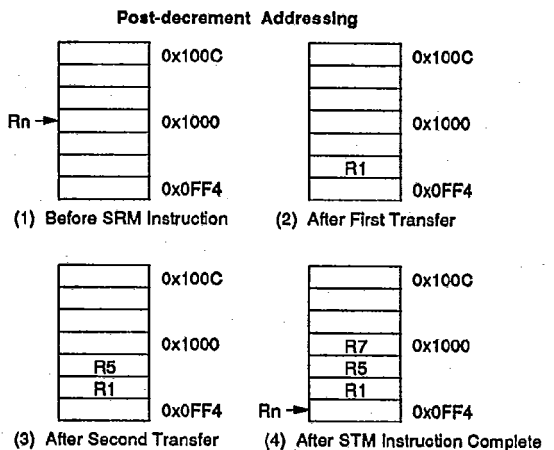 Post-decrement Addressing
0x100C
Rn
0x1000
0x0FF4
(1) Before SRM Instruction
0x100C
0x1000
R1
0x0FF4
(2) After First Transfer
0x100C
0x1000
R5
R1
0x0FF4
(3) After Second Transfer
0x100C
R7
0x1000
R5
R1
Rn
0x0FF4
(4) After STM Instruction Complete